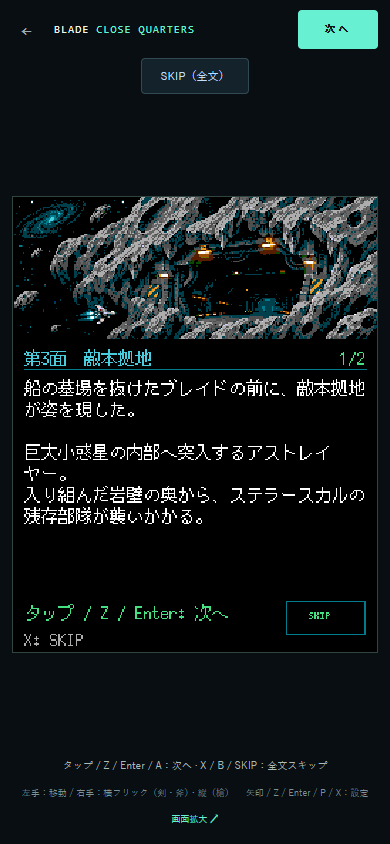 ← BLADE CLOSE QUARTERS
次へ
SKIP（全文）
第3面　敵本拠地
1/2
船の墓場を抜けたブレイドの前に、敵本拠地
が姿を現した。
巨大小惑星の内部へ突入するアストレイ
ヤー。
入り組んだ岩壁の奥から、ステラースカルの
残存部隊が襲いかかる。
タップ / Z / Enter: 次へ
SKIP
X: SKIP
タップ / Z / Enter / A：次へ · X / B / SKIP：全文スキップ
左手：移動 / 右手：横フリック（剣・斧）・縦（槍）　矢印 / Z / Enter / P / X：設定
画面拡大 ⤢